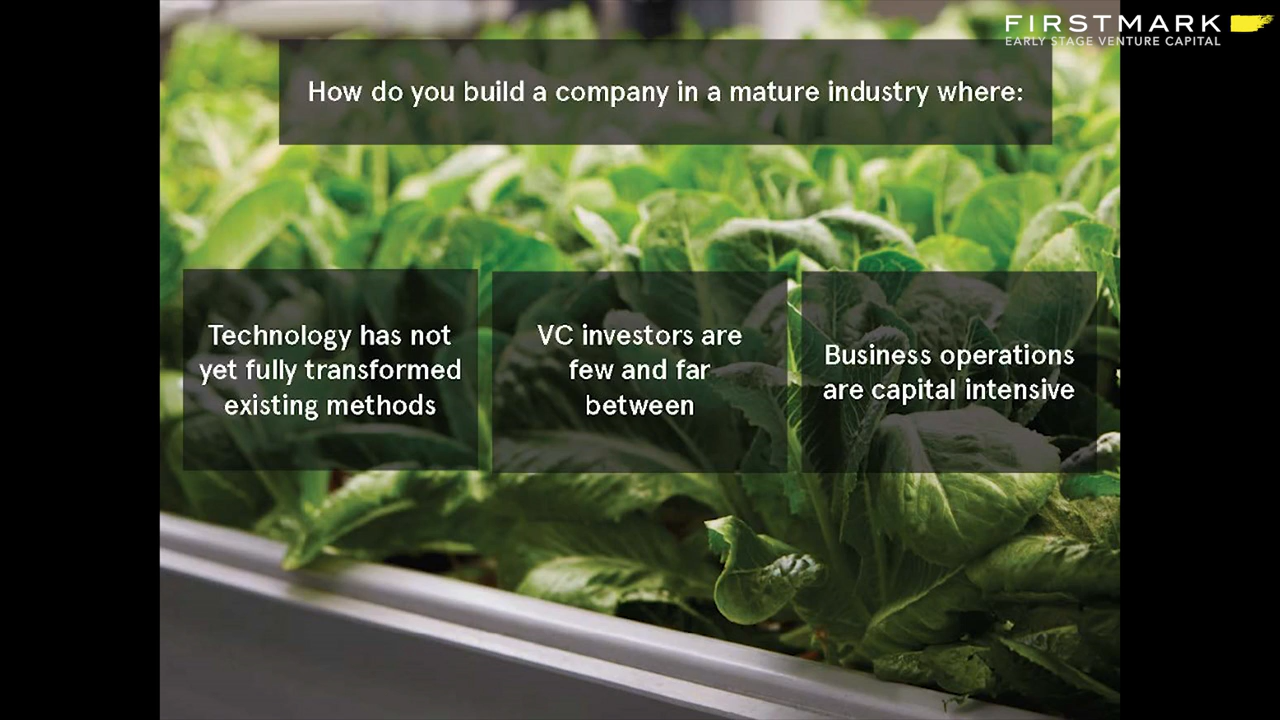 FIRSTMARK
EARLY STAGE VENTURE CAPITAL
How do you build a company in a mature industry where:
Technology has not
yet fully transformed
existing methods
VC investors are
few and far
between
Business operations
are capital intensive